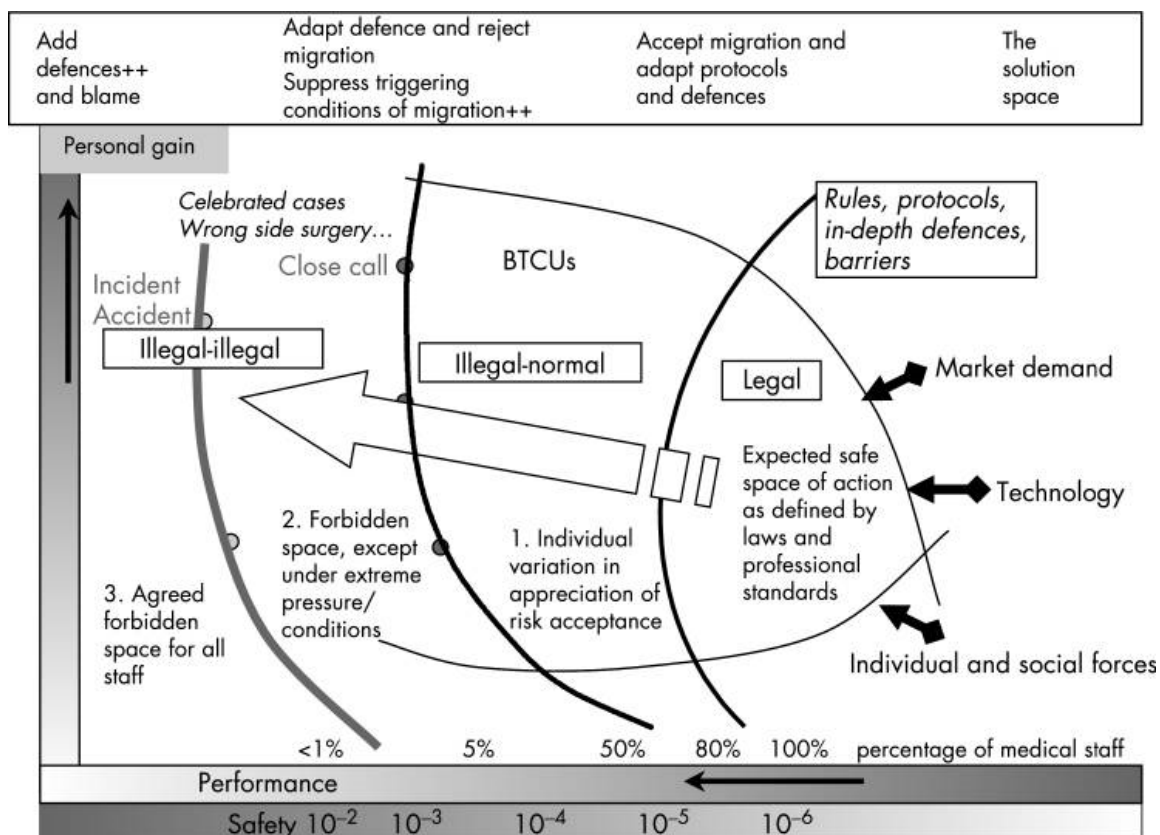 Add
defences++
and blame
Adapt defence and reject
migration
Suppress triggering
conditions of migration++
Accept migration and
adapt protocols
and defences
The
solution
space
Personal gain
Celebrated cases
Wrong side surgery...
Close call
BTCUs
Rules, protocols,
in-depth defences,
barriers
Incident
Accident
Illegal-illegal
Illegal-normal
Legal
Market demand
Expected safe
space of action
as defined by
laws and
professional
standards
Technology
2. Forbidden
space, except
under extreme
pressure/
conditions
1. Individual
variation in
appreciation of
risk acceptance
3. Agreed
forbidden
space for all
staff
Individual and social forces
<1% 5% 50% 80% 100% percentage of medical staff
Performance
Safety 10⁻² 10⁻³ 10⁻⁴ 10⁻⁵ 10⁻⁶